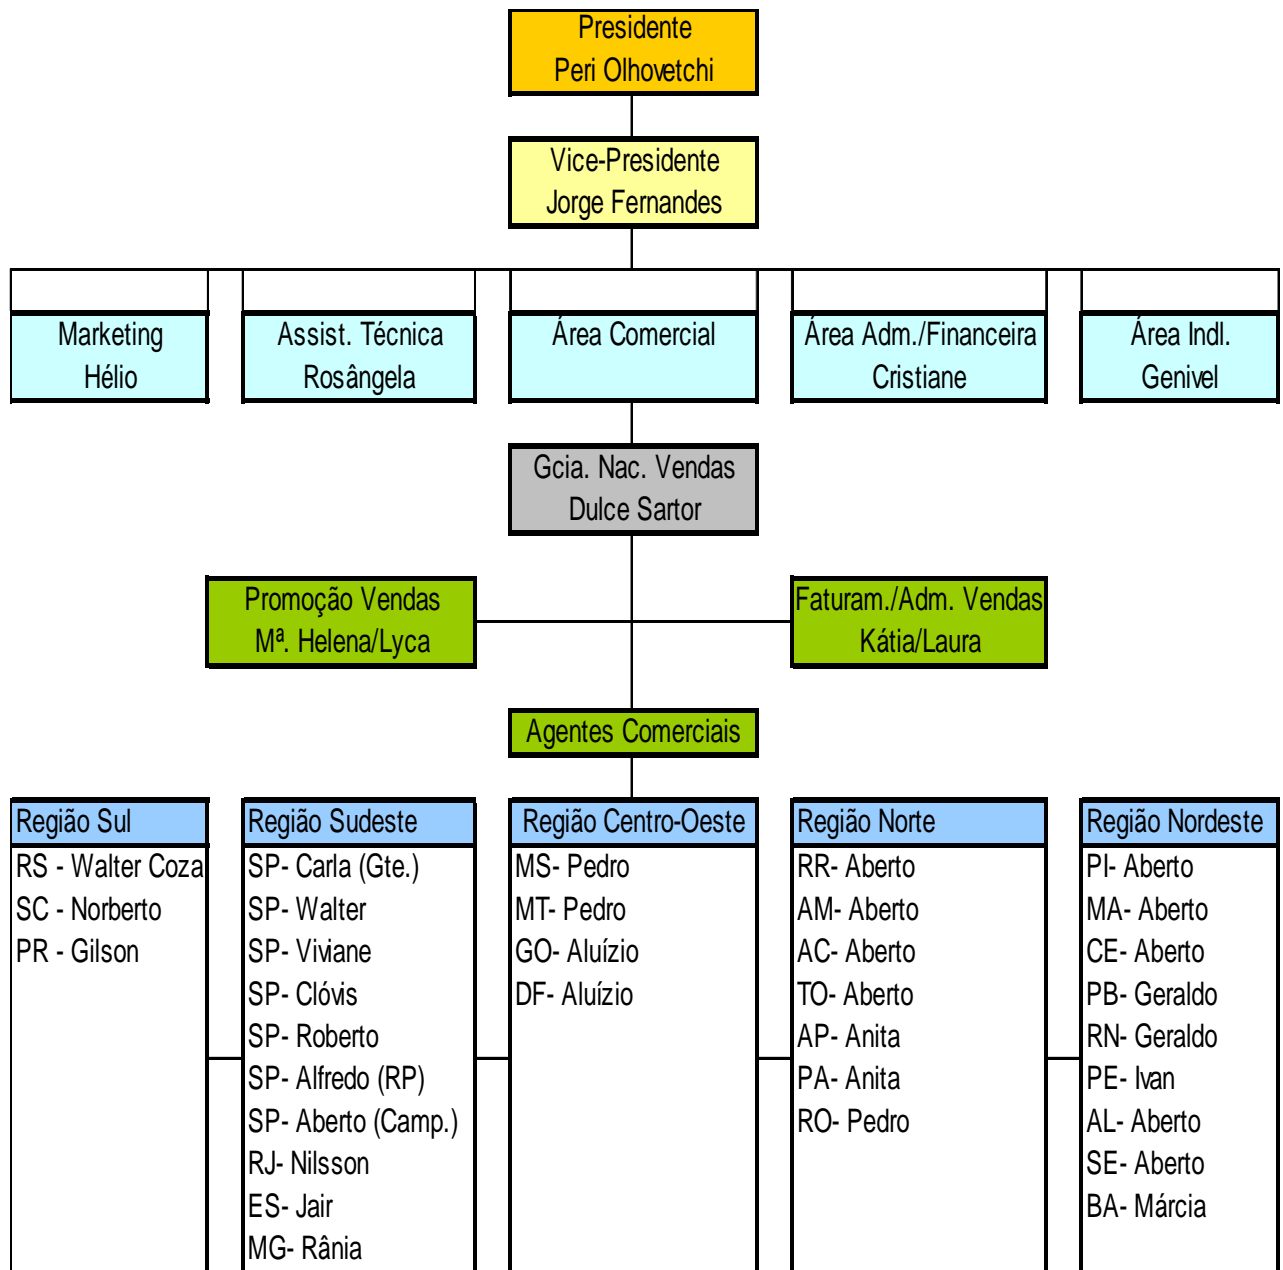 Presidente
Peri Olhovetchi
Vice-Presidente
Jorge Fernandes
Marketing
Hélio
Assist. Técnica
Rosângela
Área Comercial
Área Adm./Financeira
Cristiane
Área Indl.
Genivel
Gcia. Nac. Vendas
Dulce Sartor
Promoção Vendas
Mª. Helena/Lyca
Faturam./Adm. Vendas
Kátia/Laura
Agentes Comerciais
Região Sul
RS - Walter Coza
SC - Norberto
PR - Gilson
Região Sudeste
SP- Carla (Gte.)
SP- Walter
SP- Viviane
SP- Clóvis
SP- Roberto
SP- Alfredo (RP)
SP- Aberto (Camp.)
RJ- Nilsson
ES- Jair
MG- Rânia
Região Centro-Oeste
MS- Pedro
MT- Pedro
GO- Aluízio
DF- Aluízio
Região Norte
RR- Aberto
AM- Aberto
AC- Aberto
TO- Aberto
AP- Anita
PA- Anita
RO- Pedro
Região Nordeste
PI- Aberto
MA- Aberto
CE- Aberto
PB- Geraldo
RN- Geraldo
PE- Ivan
AL- Aberto
SE- Aberto
BA- Márcia